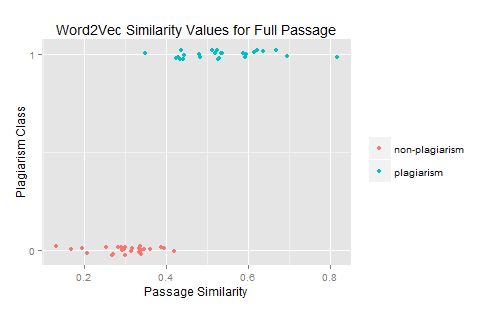 Word2Vec Similarity Values for Full Passage
1
0
Plagiarism Class
0.2 0.4 0.6 0.8
Passage Similarity
non-plagiarism
plagiarism